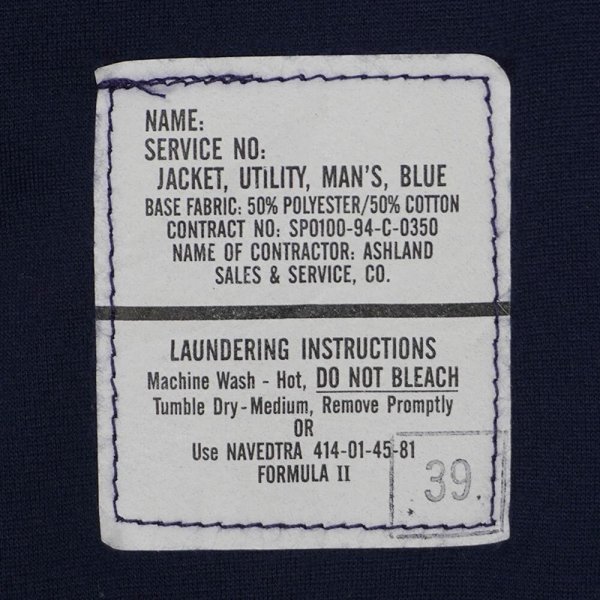 NAME:
SERVICE NO:
JACKET, UTILITY, MAN'S, BLUE
BASE FABRIC: 50% POLYESTER/50% COTTON
CONTRACT NO: SP0100-94-C-0350
NAME OF CONTRACTOR: ASHLAND
SALES & SERVICE, CO.
LAUNDERING INSTRUCTIONS
Machine Wash - Hot, DO NOT BLEACH
Tumble Dry-Medium, Remove Promptly
OR
Use NAVEDTRA 414-01-45-81
FORMULA II
39.